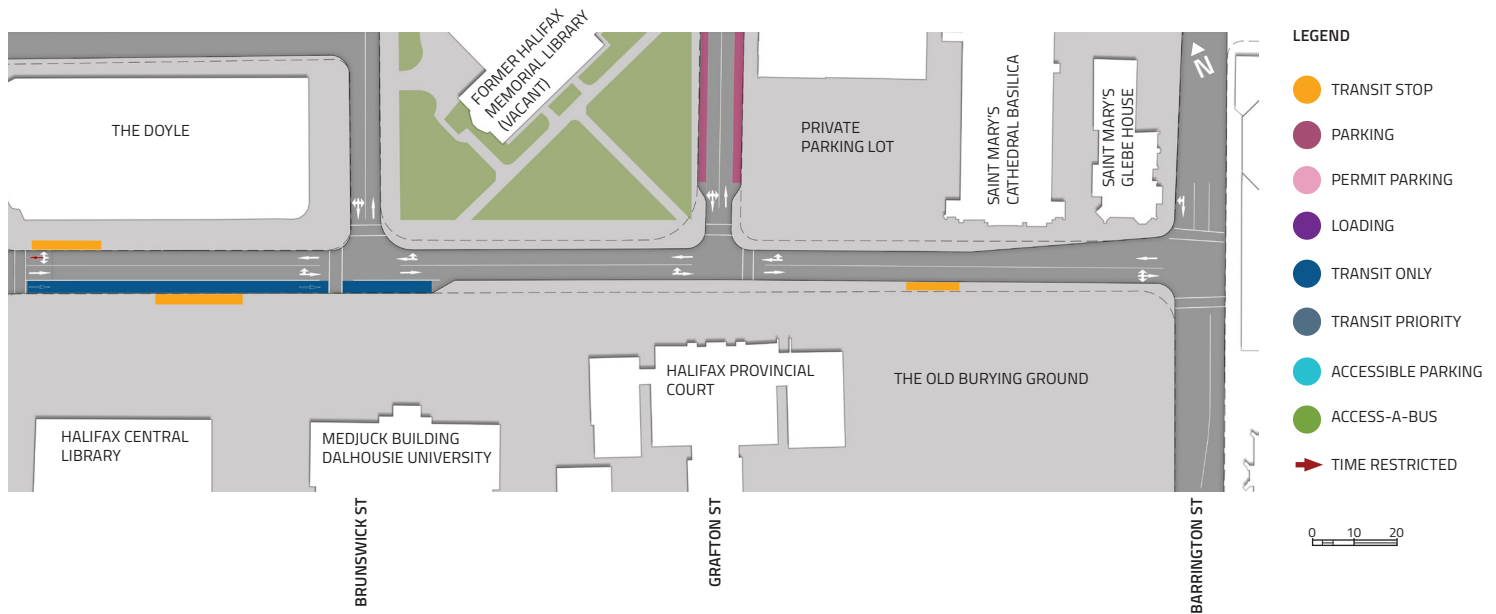 THE DOYLE
FORMER HALIFAX
MEMORIAL LIBRARY
(VACANT)
PRIVATE
PARKING LOT
SAINT MARY'S
CATHEDRAL BASILICA
SAINT MARY'S
GLEBE HOUSE
N
HALIFAX CENTRAL
LIBRARY
MEDJUCK BUILDING
DALHOUSIE UNIVERSITY
HALIFAX PROVINCIAL
COURT
THE OLD BURYING GROUND
BRUNSWICK ST
GRAFTON ST
BARRINGTON ST
LEGEND
TRANSIT STOP
PARKING
PERMIT PARKING
LOADING
TRANSIT ONLY
TRANSIT PRIORITY
ACCESSIBLE PARKING
ACCESS-A-BUS
TIME RESTRICTED
0 10 20